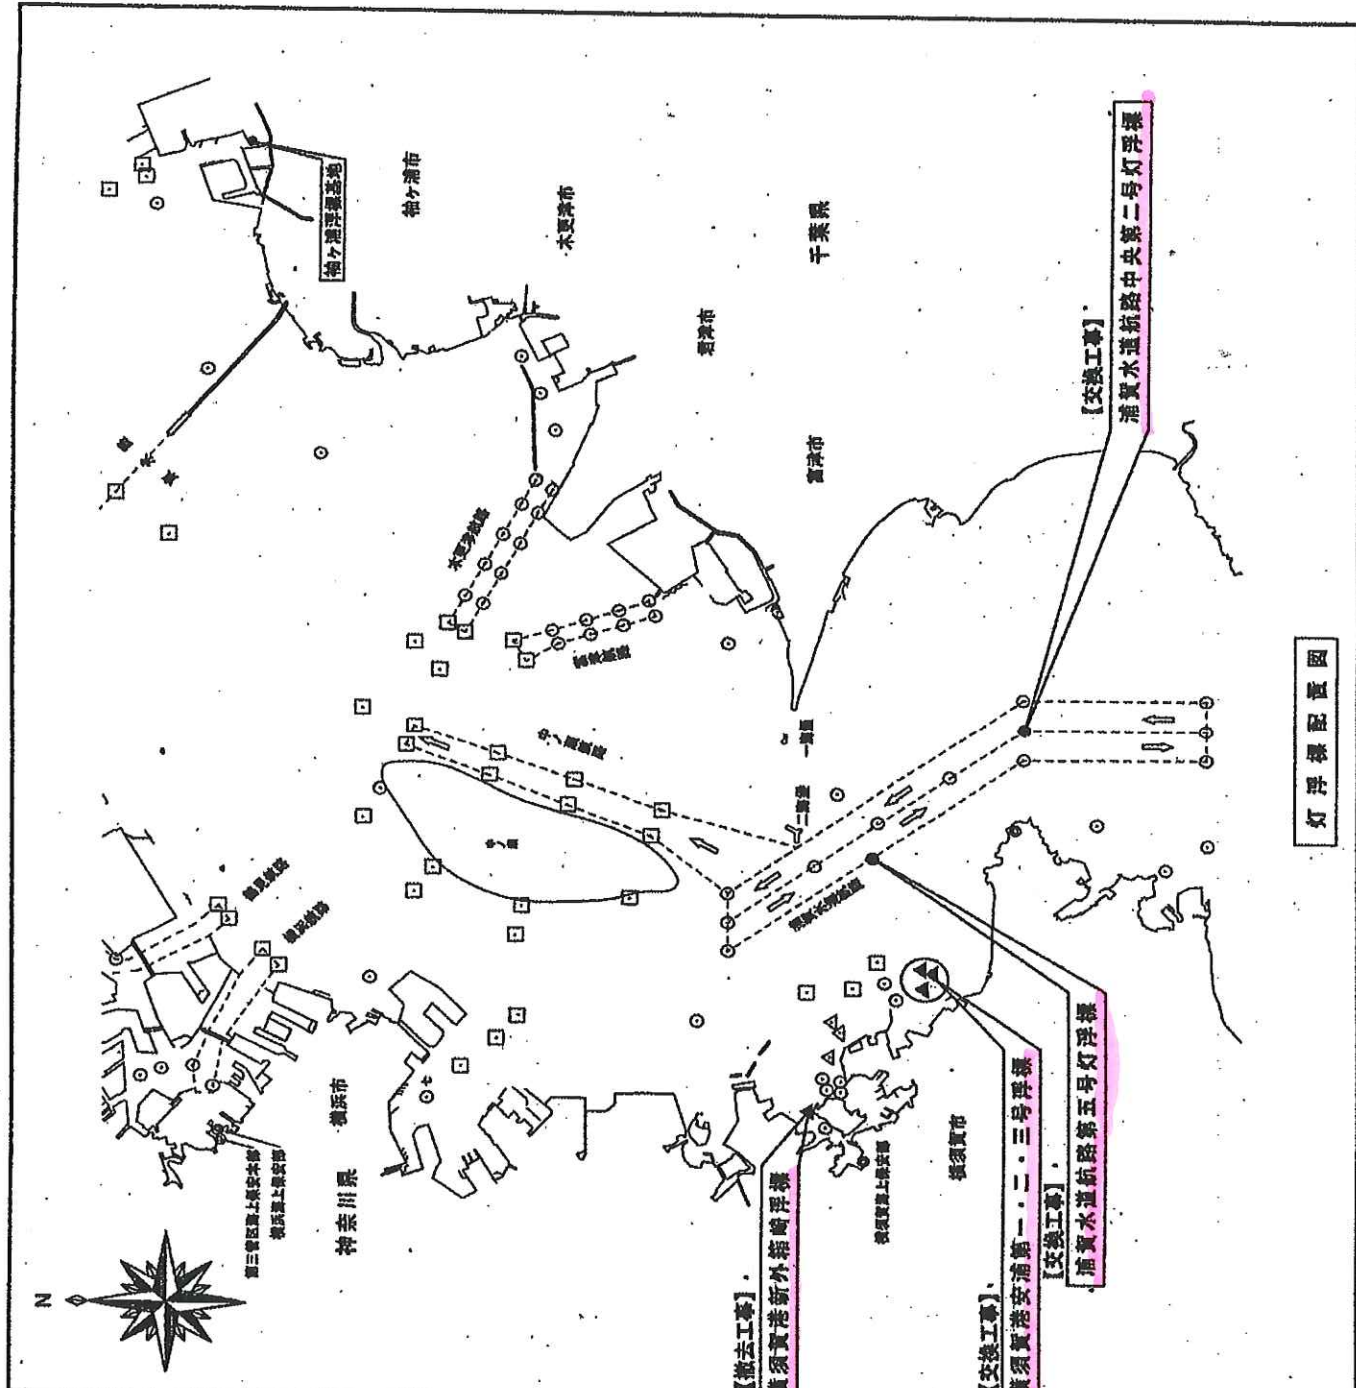 灯浮標配置図
N
【交換工事】
浦賀水道航路中央第二号灯浮標
【交換工事】
浦賀水道航路第五号灯浮標
【交換工事】
横須賀港安浦第一.二.三号浮標
【撤去工事】
横須賀港新外箱崎浮標
袖ヶ浦浮標基地
袖ヶ浦市
木更津市
千葉県
君津市
富津市
木更津航路
富津航路
中ノ瀬航路
中ノ瀬
一海堡
二海堡
浦賀水道航路
鶴見航路
横浜航路
横浜市
神奈川県
第三管区海上保安本部
横浜海上保安部
横須賀海上保安部
横須賀市